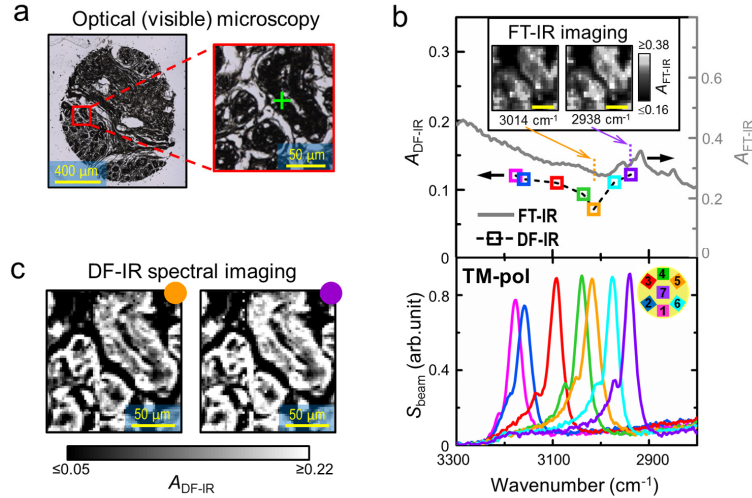 a
Optical (visible) microscopy
400 µm
50 µm
b
FT-IR imaging
≥0.38
A_FT-IR
≤0.16
3014 cm⁻¹
2938 cm⁻¹
0.35
0.3
0.2
0.1
0
A_DF-IR
0.6
0.4
0.2
0
A_FT-IR
FT-IR
DF-IR
TM-pol
3
4
5
7
2
6
1
0.8
0.4
0
S_beam (arb.unit)
3300
3100
2900
Wavenumber (cm⁻¹)
c
DF-IR spectral imaging
50 µm
50 µm
≤0.05
≥0.22
A_DF-IR